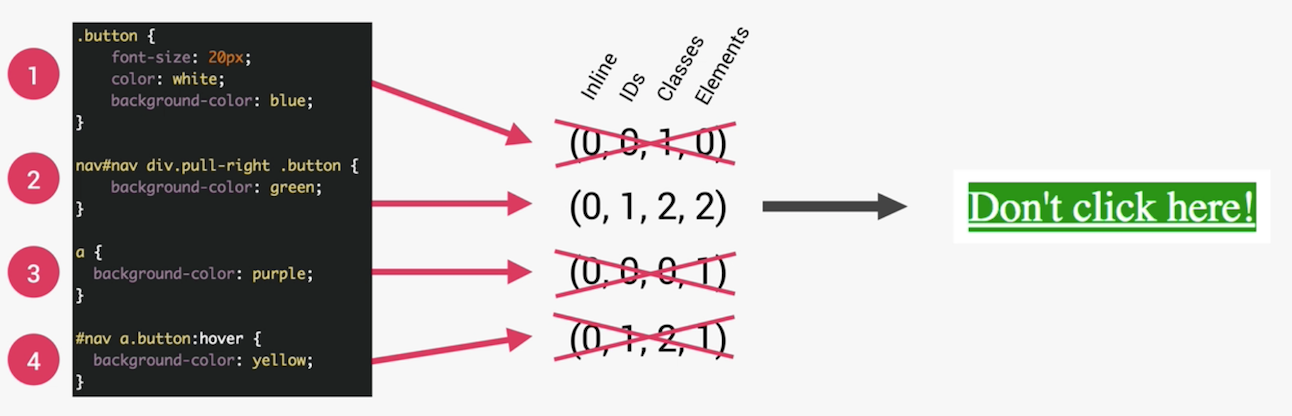 1
.button {
font-size: 20px;
color: white;
background-color: blue;
}
2
nav#nav div.pull-right .button {
background-color: green;
}
3
a {
background-color: purple;
}
4
#nav a.button:hover {
background-color: yellow;
}
Inline
IDs
Classes
Elements
(0, 0, 1, 0)
(0, 1, 2, 2)
(0, 0, 0, 1)
(0, 1, 2, 1)
Don't click here!